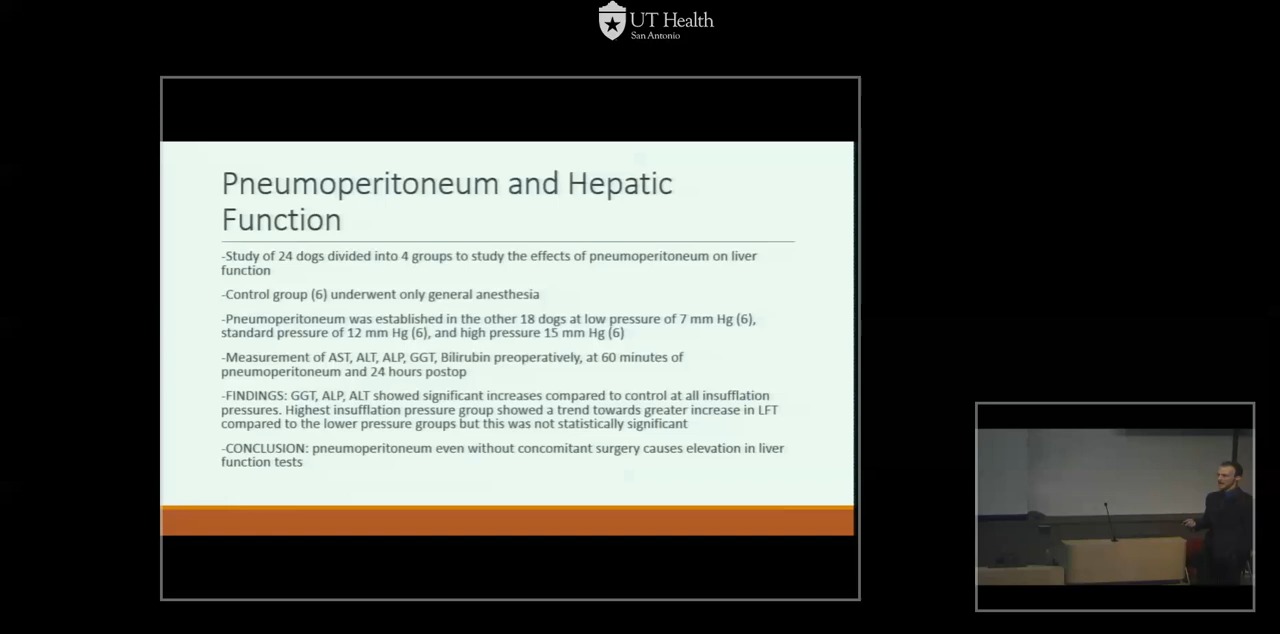 UT Health
San Antonio
Pneumoperitoneum and Hepatic
Function
-Study of 24 dogs divided into 4 groups to study the effects of pneumoperitoneum on liver
function
-Control group (6) underwent only general anesthesia
-Pneumoperitoneum was established in the other 18 dogs at low pressure of 7 mm Hg (6),
standard pressure of 12 mm Hg (6), and high pressure 15 mm Hg (6)
-Measurement of AST, ALT, ALP, GGT, Bilirubin preoperatively, at 60 minutes of
pneumoperitoneum and 24 hours postop
-FINDINGS: GGT, ALP, ALT showed significant increases compared to control at all insufflation
pressures. Highest insufflation pressure group showed a trend towards greater increase in LFT
compared to the lower pressure groups but this was not statistically significant
-CONCLUSION: pneumoperitoneum even without concomitant surgery causes elevation in liver
function tests